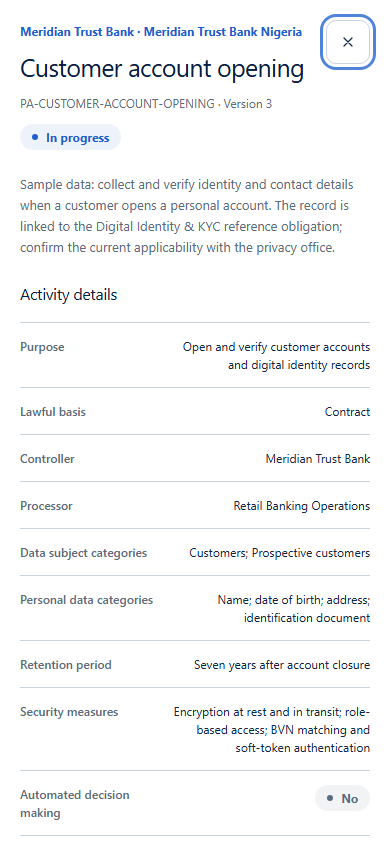 Meridian Trust Bank · Meridian Trust Bank Nigeria
Customer account opening
PA-CUSTOMER-ACCOUNT-OPENING · Version 3
In progress
Sample data: collect and verify identity and contact details
when a customer opens a personal account. The record is
linked to the Digital Identity & KYC reference obligation;
confirm the current applicability with the privacy office.
Activity details
Purpose
Open and verify customer accounts
and digital identity records
Lawful basis
Contract
Controller
Meridian Trust Bank
Processor
Retail Banking Operations
Data subject categories
Customers; Prospective customers
Personal data categories
Name; date of birth; address;
identification document
Retention period
Seven years after account closure
Security measures
Encryption at rest and in transit; role-
based access; BVN matching and
soft-token authentication
Automated decision
making
No